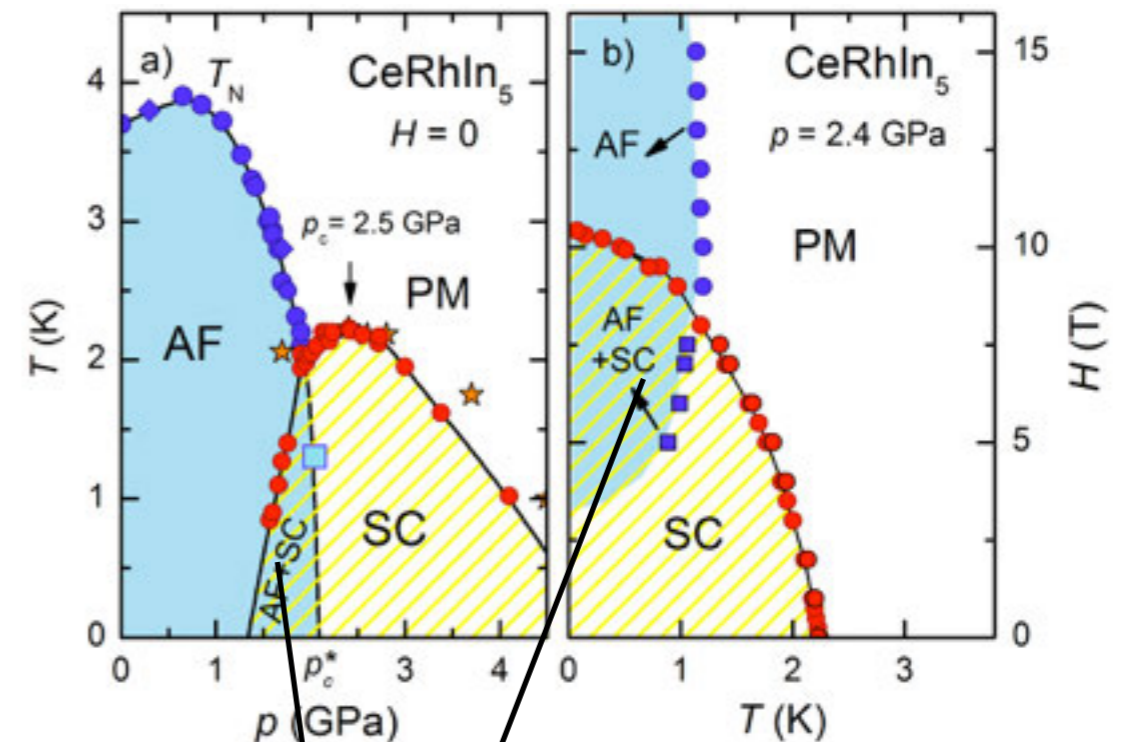 a)
T_N
CeRhIn₅
H = 0
p_c = 2.5 GPa
PM
AF
AF+SC
SC
4
3
2
1
0
T (K)
0
1
p_c*
3
4
p (GPa)
b)
CeRhIn₅
p = 2.4 GPa
AF
PM
AF
+SC
SC
15
10
5
0
H (T)
0
1
2
3
T (K)